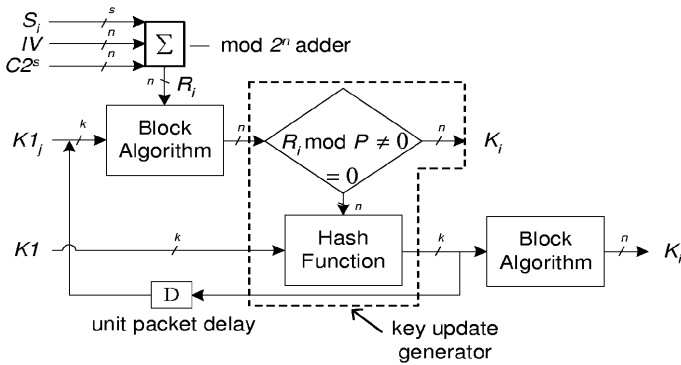 S_i
s
IV
n
C2^s
n
Σ
mod 2^n adder
n
R_i
K1_j
k
Block
Algorithm
n
R_i mod P ≠ 0
= 0
n
K_i
n
K1
k
Hash
Function
k
Block
Algorithm
n
K_i
D
unit packet delay
key update
generator